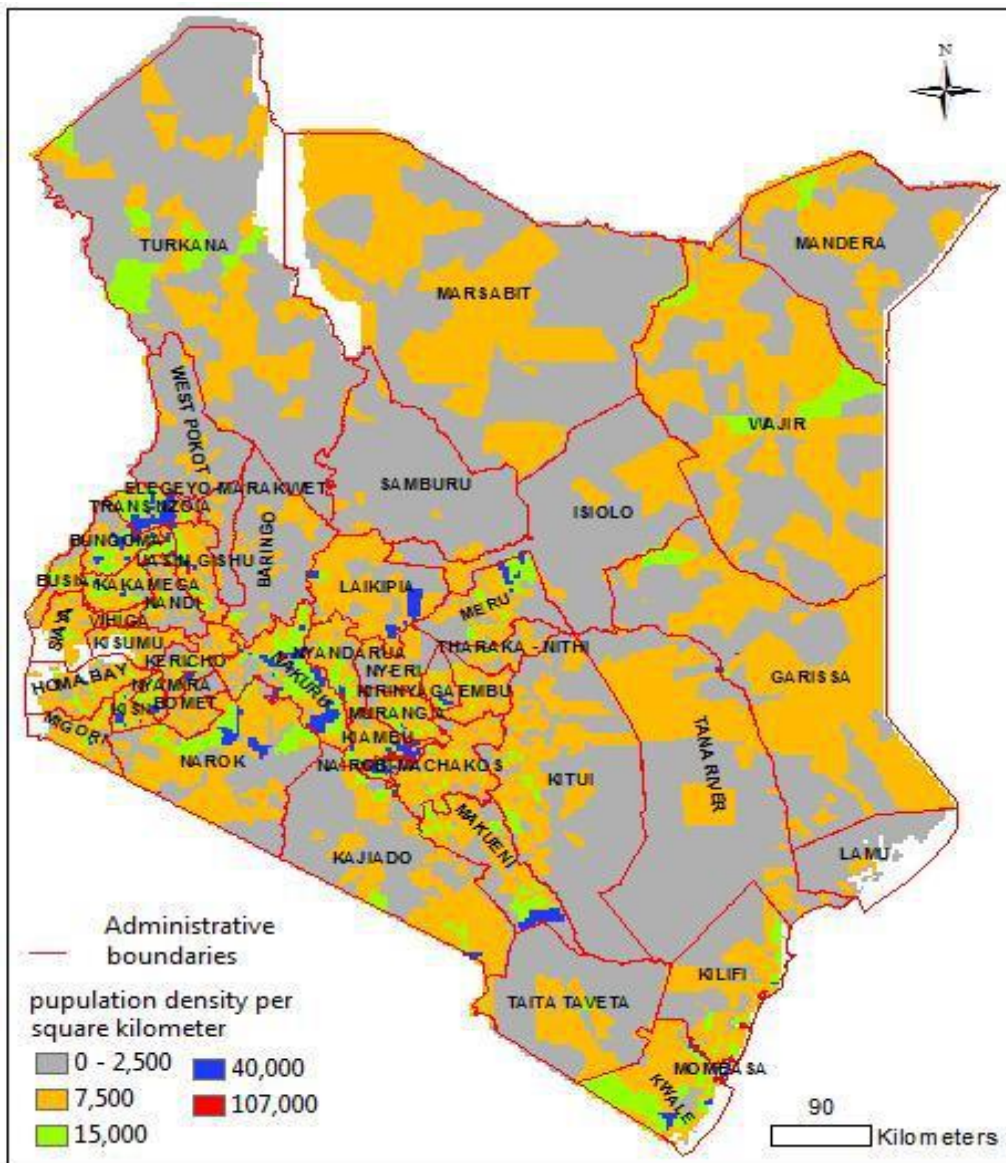 N
TURKANA
MANDERA
MARSABIT
WEST POKOT
WAJIR
ELEGEYO-MARAKWET
SAMBURU
TRANS-NZOIA
ISIOLO
BUNGOMA
UASIN GISHU
BARINGO
BUSIA
KAKAMEGA
LAIKIPIA
NANDI
MERU
VIHIGA
SIAYA
KISUMU
THARAKA - NITHI
NYANDARUA
KERICHO
NYERI
GARISSA
HOMA BAY
NYAMIRA
NAKURU
KIRINYAGA
EMBU
KISII
BOMET
MURANGA
MIGORI
KIAMBU
TANA RIVER
NAROK
NAIROBI
MACHAKOS
KITUI
MAKUENI
KAJIADO
LAMU
KILIFI
TAITA TAVETA
MOMBASA
KWALE
Administrative
boundaries
pupulation density per
square kilometer
0 - 2,500
40,000
7,500
107,000
15,000
90
Kilometers